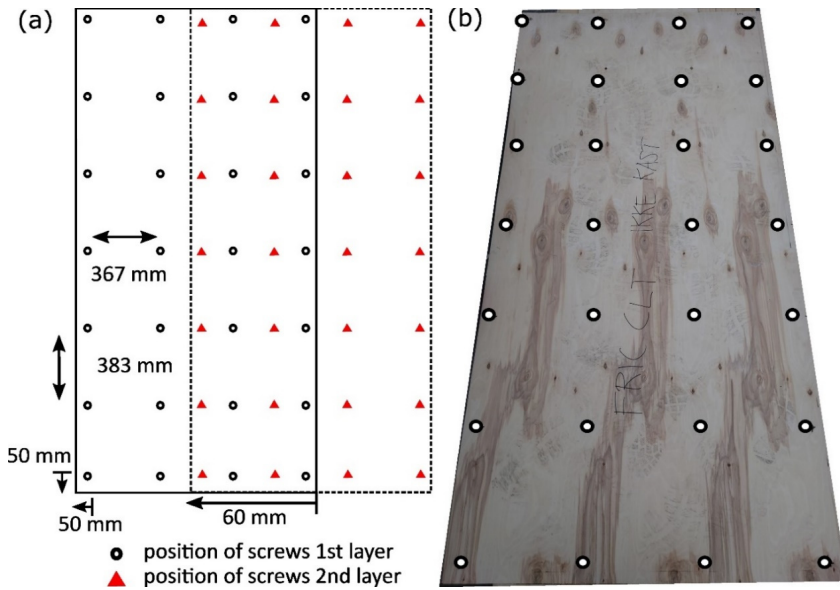 (a)
(b)
367 mm
383 mm
50 mm
50 mm
60 mm
position of screws 1st layer
position of screws 2nd layer
FRIC CLT IKKE KAST